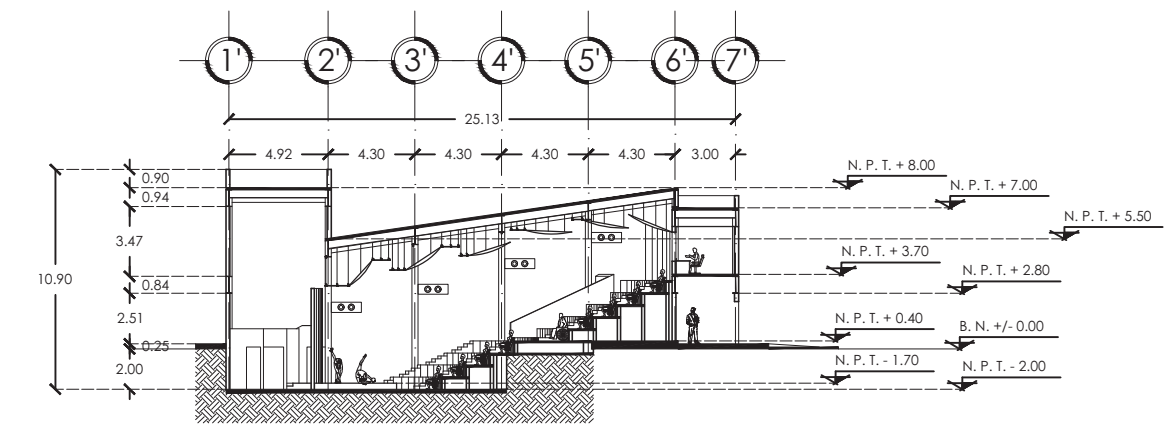 1' 2' 3' 4' 5' 6' 7'
25.13
4.92 4.30 4.30 4.30 4.30 3.00
N. P. T. + 8.00
0.90
N. P. T. + 7.00
0.94
N. P. T. + 5.50
3.47
N. P. T. + 3.70
N. P. T. + 2.80
10.90
0.84
2.51
N. P. T. + 0.40
B. N. +/- 0.00
0.25
N. P. T. - 1.70
2.00
N. P. T. - 2.00